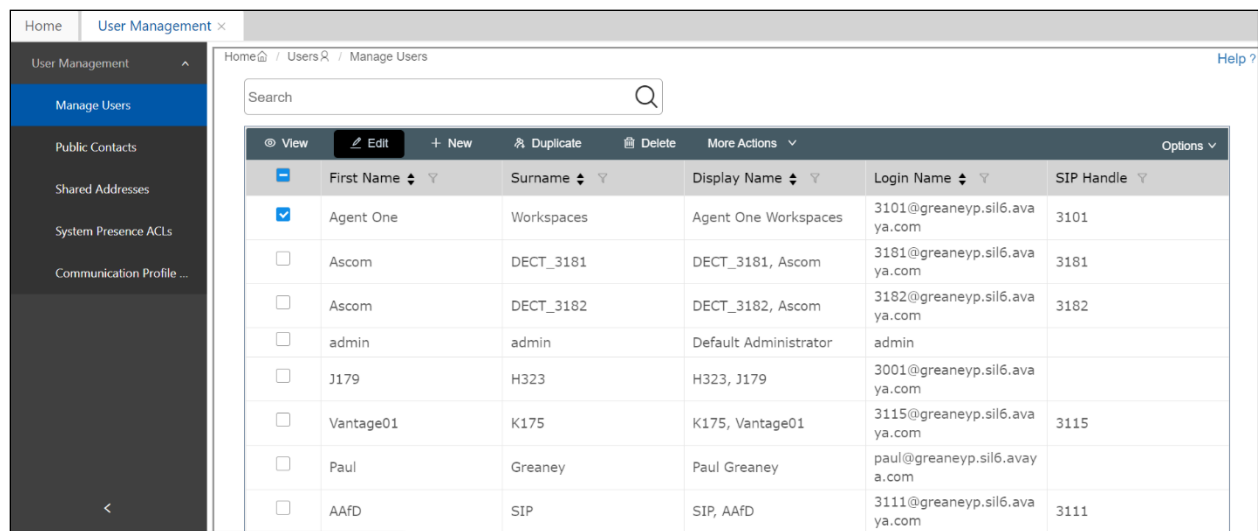 Home
User Management ×
User Management
Home / Users / Manage Users
Help ?
Manage Users
Public Contacts
Shared Addresses
System Presence ACLs
Communication Profile ...
Search
View Edit + New Duplicate Delete More Actions Options
First Name Surname Display Name Login Name SIP Handle
Agent One Workspaces Agent One Workspaces 3101@greaneyp.sil6.ava 3101
ya.com
Ascom DECT_3181 DECT_3181, Ascom 3181@greaneyp.sil6.ava 3181
ya.com
Ascom DECT_3182 DECT_3182, Ascom 3182@greaneyp.sil6.ava 3182
ya.com
admin admin Default Administrator admin
J179 H323 H323, J179 3001@greaneyp.sil6.ava
ya.com
Vantage01 K175 K175, Vantage01 3115@greaneyp.sil6.ava 3115
ya.com
Paul Greaney Paul Greaney paul@greaneyp.sil6.avay
a.com
AAfD SIP SIP, AAfD 3111@greaneyp.sil6.ava 3111
ya.com